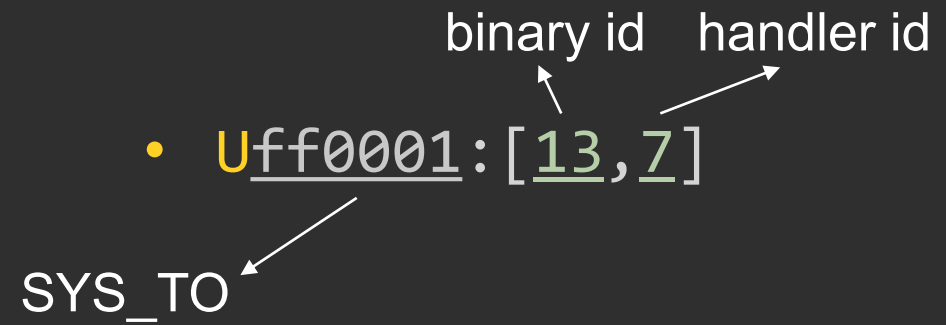 binary id handler id
• Uff0001:[13,7]
SYS_TO